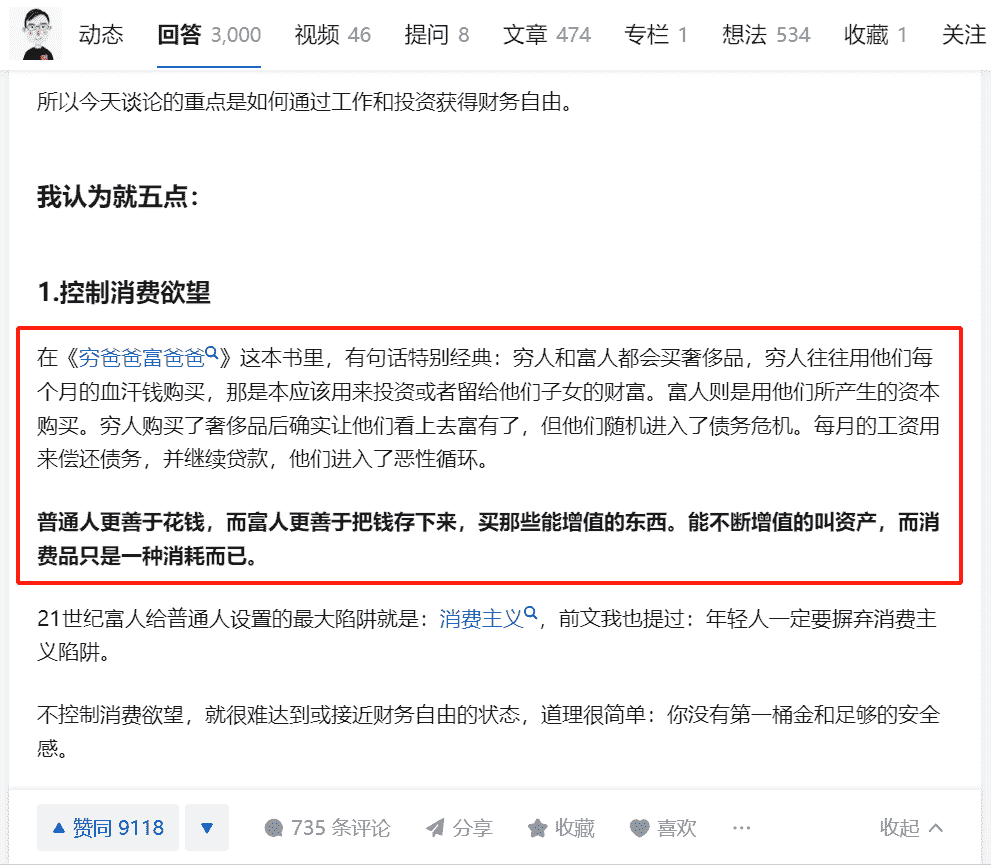 动态 回答 3,000 视频 46 提问 8 文章 474 专栏 1 想法 534 收藏 1 关注
所以今天谈论的重点是如何通过工作和投资获得财务自由。
我认为就五点：
1.控制消费欲望
在《穷爸爸富爸爸》这本书里，有句话特别经典：穷人和富人都会买奢侈品，穷人往往用他们每
个月的血汗钱购买，那是本应该用来投资或者留给他们子女的财富。富人则是用他们所产生的资本
购买。穷人购买了奢侈品后确实让他们看上去富有了，但他们随机进入了债务危机。每月的工资用
来偿还债务，并继续贷款，他们进入了恶性循环。
普通人更善于花钱，而富人更善于把钱存下来，买那些能增值的东西。能不断增值的叫资产，而消
费品只是一种消耗而已。
21世纪富人给普通人设置的最大陷阱就是：消费主义，前文我也提过：年轻人一定要摒弃消费主
义陷阱。
不控制消费欲望，就很难达到或接近财务自由的状态，道理很简单：你没有第一桶金和足够的安全
感。
赞同 9118 735 条评论 分享 收藏 喜欢 ··· 收起